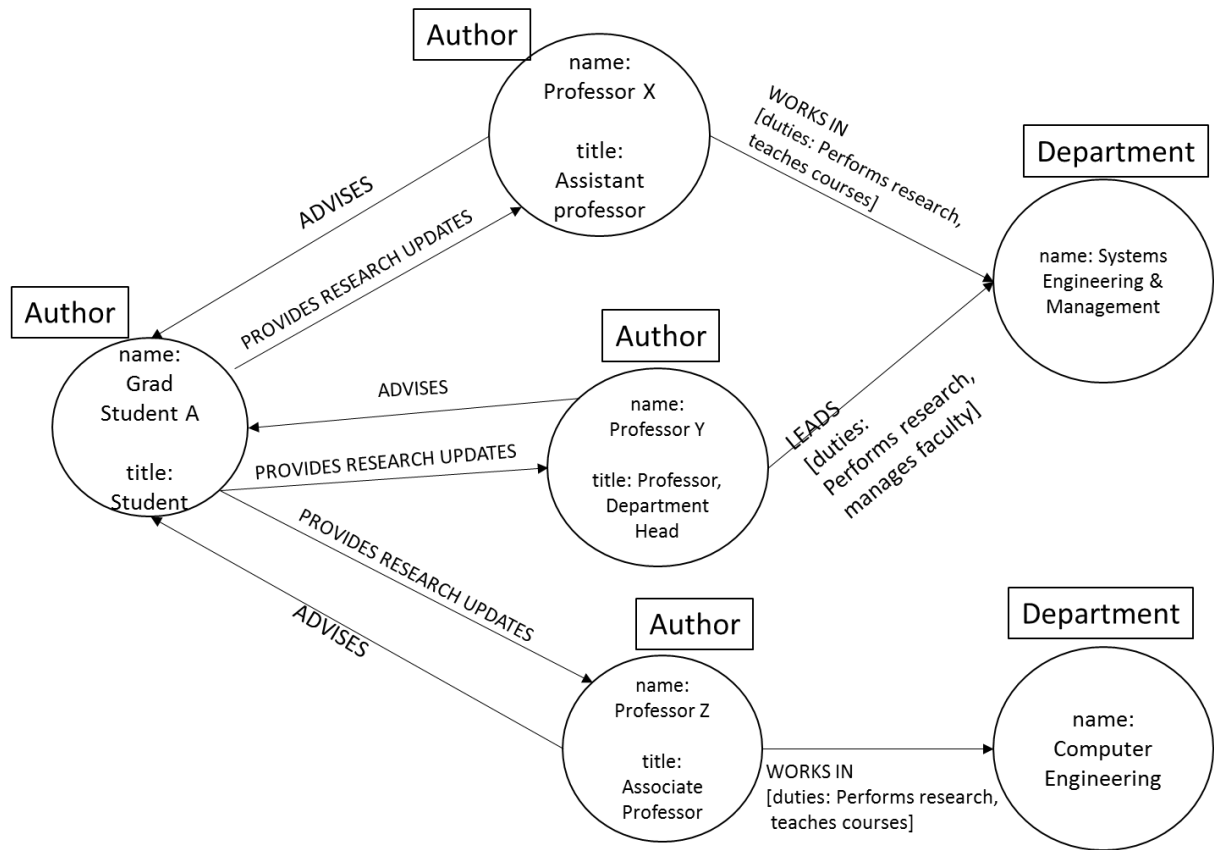 Author
name:
Professor X
title:
Assistant
professor
WORKS IN
[duties: Performs research,
teaches courses]
Department
name: Systems
Engineering &
Management
ADVISES
PROVIDES RESEARCH UPDATES
Author
name:
Grad
Student A
title:
Student
Author
name:
Professor Y
title: Professor,
Department
Head
ADVISES
PROVIDES RESEARCH UPDATES
LEADS
[duties:
Performs research,
manages faculty]
PROVIDES RESEARCH UPDATES
ADVISES
Author
name:
Professor Z
title:
Associate
Professor
WORKS IN
[duties: Performs research,
teaches courses]
Department
name:
Computer
Engineering